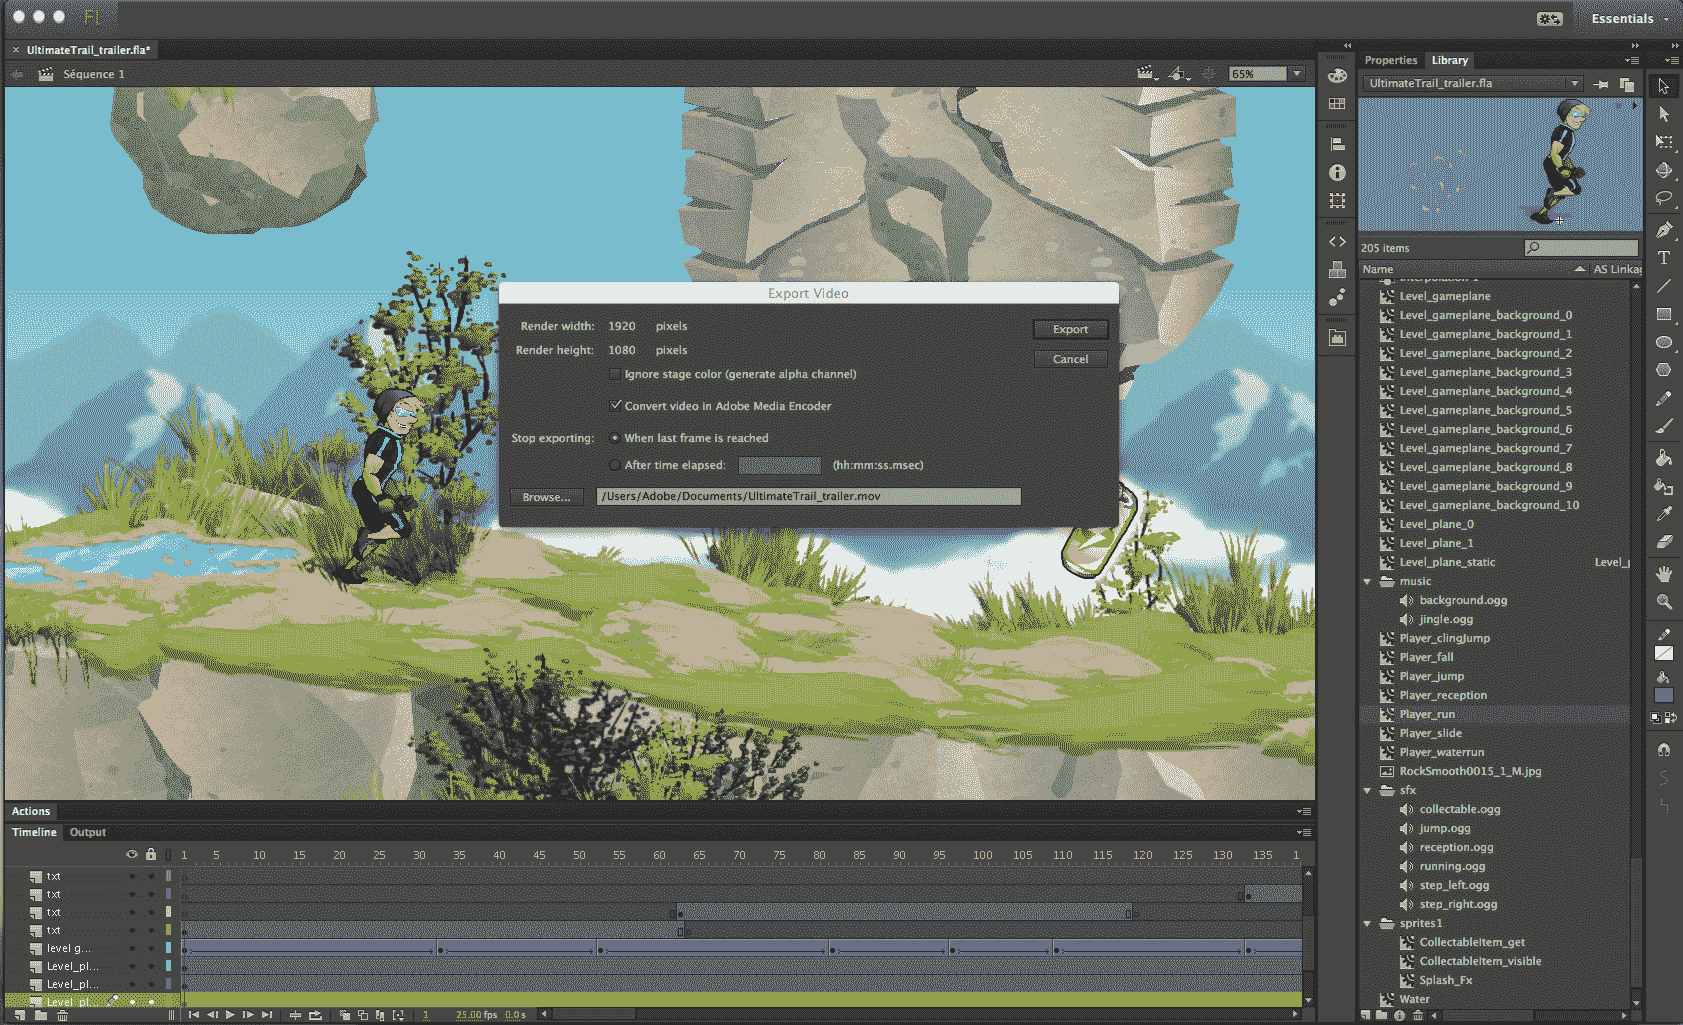 Fl
Essentials
UltimateTrail_trailer.fla*
Séquence 1
65%
Export Video
Render width: 1920 pixels
Render height: 1080 pixels
Ignore stage color (generate alpha channel)
Convert video in Adobe Media Encoder
Stop exporting: When last frame is reached
After time elapsed: (hh:mm:ss.msec)
Browse... /Users/Adobe/Documents/UltimateTrail_trailer.mov
Export
Cancel
Properties Library
UltimateTrail_trailer.fla
205 items
Name AS Linkag
Level_gameplane
Level_gameplane_background_0
Level_gameplane_background_1
Level_gameplane_background_2
Level_gameplane_background_3
Level_gameplane_background_4
Level_gameplane_background_5
Level_gameplane_background_6
Level_gameplane_background_7
Level_gameplane_background_8
Level_gameplane_background_9
Level_gameplane_background_10
Level_plane_0
Level_plane_1
Level_plane_static Level_p
music
background.ogg
jingle.ogg
Player_clingJump
Player_fall
Player_jump
Player_reception
Player_run
Player_slide
Player_waterrun
RockSmooth0015_1_M.jpg
sfx
collectable.ogg
jump.ogg
reception.ogg
running.ogg
step_left.ogg
step_right.ogg
sprites1
CollectableItem_get
CollectableItem_visible
Splash_Fx
Water
Actions
Timeline Output
1 5 10 15 20 25 30 35 40 45 50 55 60 65 70 75 80 85 90 95 100 105 110 115 120 125 130 135 1
txt
txt
txt
txt
level g...
Level_pl...
Level_pl...
Level_pl...
1 25.00 fps 0.0 s